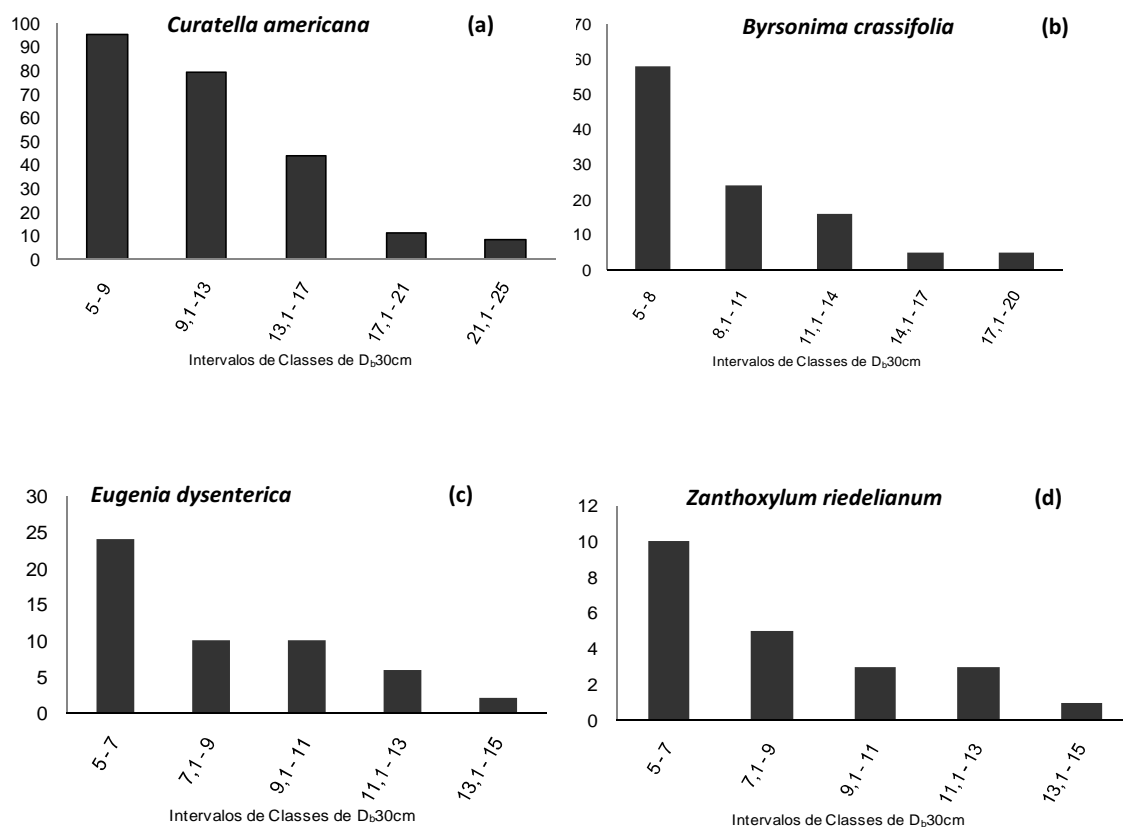 Curatella americana (a)
100
90
80
70
60
50
40
30
20
10
0
5 - 9
9,1 - 13
13,1 - 17
17,1 - 21
21,1 - 25
Intervalos de Classes de Db30cm
Byrsonima crassifolia (b)
70
60
50
40
30
20
10
0
5 - 8
8,1 - 11
11,1 - 14
14,1 - 17
17,1 - 20
Intervalos de Classes de Db30cm
Eugenia dysenterica (c)
30
25
20
15
10
5
0
5 - 7
7,1 - 9
9,1 - 11
11,1 - 13
13,1 - 15
Intervalos de Classes de Db30cm
Zanthoxylum riedelianum (d)
12
10
8
6
4
2
0
5 - 7
7,1 - 9
9,1 - 11
11,1 - 13
13,1 - 15
Intervalos de Classes de Db30cm